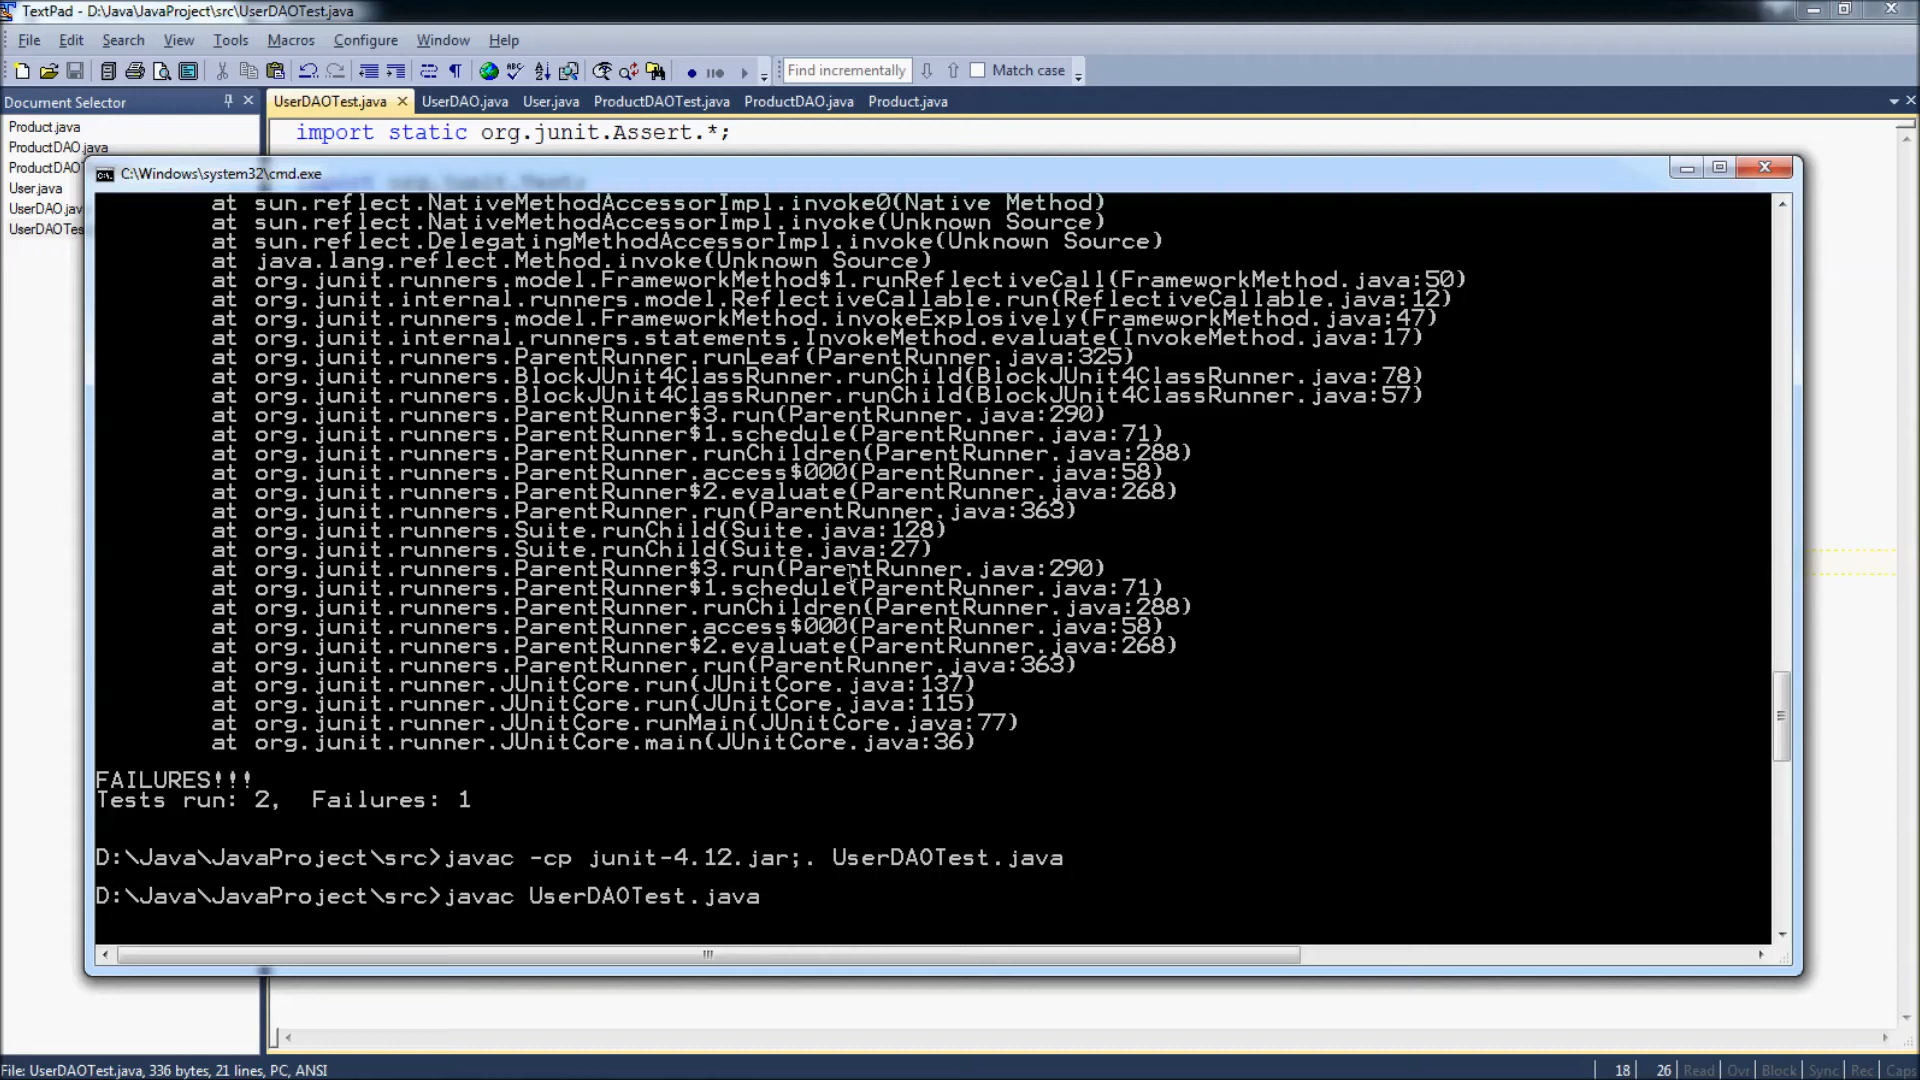 TextPad - D:\Java\JavaProject\src\UserDAOTest.java
File Edit Search View Tools Macros Configure Window Help
Find incrementally Match case
Document Selector
UserDAOTest.java UserDAO.java User.java ProductDAOTest.java ProductDAO.java Product.java
Product.java
ProductDAO.java
ProductDAOT
User.java
UserDAO.jav
UserDAOTes
import static org.junit.Assert.*;
C:\Windows\system32\cmd.exe
at sun.reflect.NativeMethodAccessorImpl.invoke0(Native Method)
at sun.reflect.NativeMethodAccessorImpl.invoke(Unknown Source)
at sun.reflect.DelegatingMethodAccessorImpl.invoke(Unknown Source)
at java.lang.reflect.Method.invoke(Unknown Source)
at org.junit.runners.model.FrameworkMethod$1.runReflectiveCall(FrameworkMethod.java:50)
at org.junit.internal.runners.model.ReflectiveCallable.run(ReflectiveCallable.java:12)
at org.junit.runners.model.FrameworkMethod.invokeExplosively(FrameworkMethod.java:47)
at org.junit.internal.runners.statements.InvokeMethod.evaluate(InvokeMethod.java:17)
at org.junit.runners.ParentRunner.runLeaf(ParentRunner.java:325)
at org.junit.runners.BlockJUnit4ClassRunner.runChild(BlockJUnit4ClassRunner.java:78)
at org.junit.runners.BlockJUnit4ClassRunner.runChild(BlockJUnit4ClassRunner.java:57)
at org.junit.runners.ParentRunner$3.run(ParentRunner.java:290)
at org.junit.runners.ParentRunner$1.schedule(ParentRunner.java:71)
at org.junit.runners.ParentRunner.runChildren(ParentRunner.java:288)
at org.junit.runners.ParentRunner.access$000(ParentRunner.java:58)
at org.junit.runners.ParentRunner$2.evaluate(ParentRunner.java:268)
at org.junit.runners.ParentRunner.run(ParentRunner.java:363)
at org.junit.runners.Suite.runChild(Suite.java:128)
at org.junit.runners.Suite.runChild(Suite.java:27)
at org.junit.runners.ParentRunner$3.run(ParentRunner.java:290)
at org.junit.runners.ParentRunner$1.schedule(ParentRunner.java:71)
at org.junit.runners.ParentRunner.runChildren(ParentRunner.java:288)
at org.junit.runners.ParentRunner.access$000(ParentRunner.java:58)
at org.junit.runners.ParentRunner$2.evaluate(ParentRunner.java:268)
at org.junit.runners.ParentRunner.run(ParentRunner.java:363)
at org.junit.runner.JUnitCore.run(JUnitCore.java:137)
at org.junit.runner.JUnitCore.run(JUnitCore.java:115)
at org.junit.runner.JUnitCore.runMain(JUnitCore.java:77)
at org.junit.runner.JUnitCore.main(JUnitCore.java:36)
FAILURES!!!
Tests run: 2, Failures: 1
D:\Java\JavaProject\src>javac -cp junit-4.12.jar;. UserDAOTest.java
D:\Java\JavaProject\src>javac UserDAOTest.java
File: UserDAOTest.java, 336 bytes, 21 lines, PC, ANSI 18 26 Read Ovr Block Sync Rec Caps